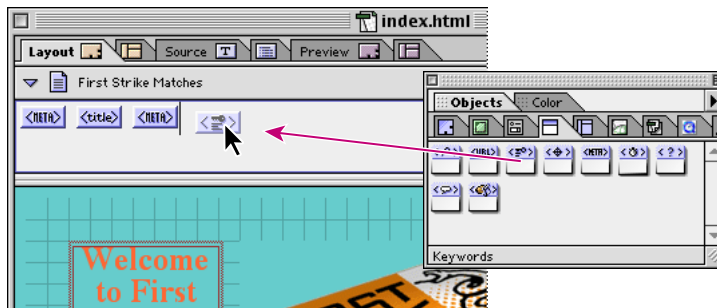 index.html
Layout Source T Preview
First Strike Matches
<META> <title> <META>
Objects Color
<URL> <META> <?>
Keywords
Welcome
to First